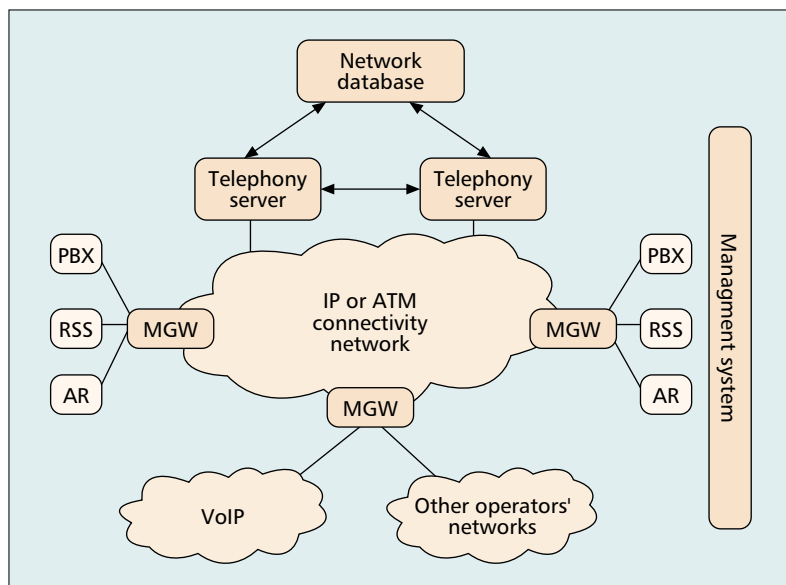 Network
database
Telephony
server
Telephony
server
PBX
RSS
AR
MGW
IP or ATM
connectivity
network
MGW
PBX
RSS
AR
Managment system
MGW
VoIP
Other operators'
networks